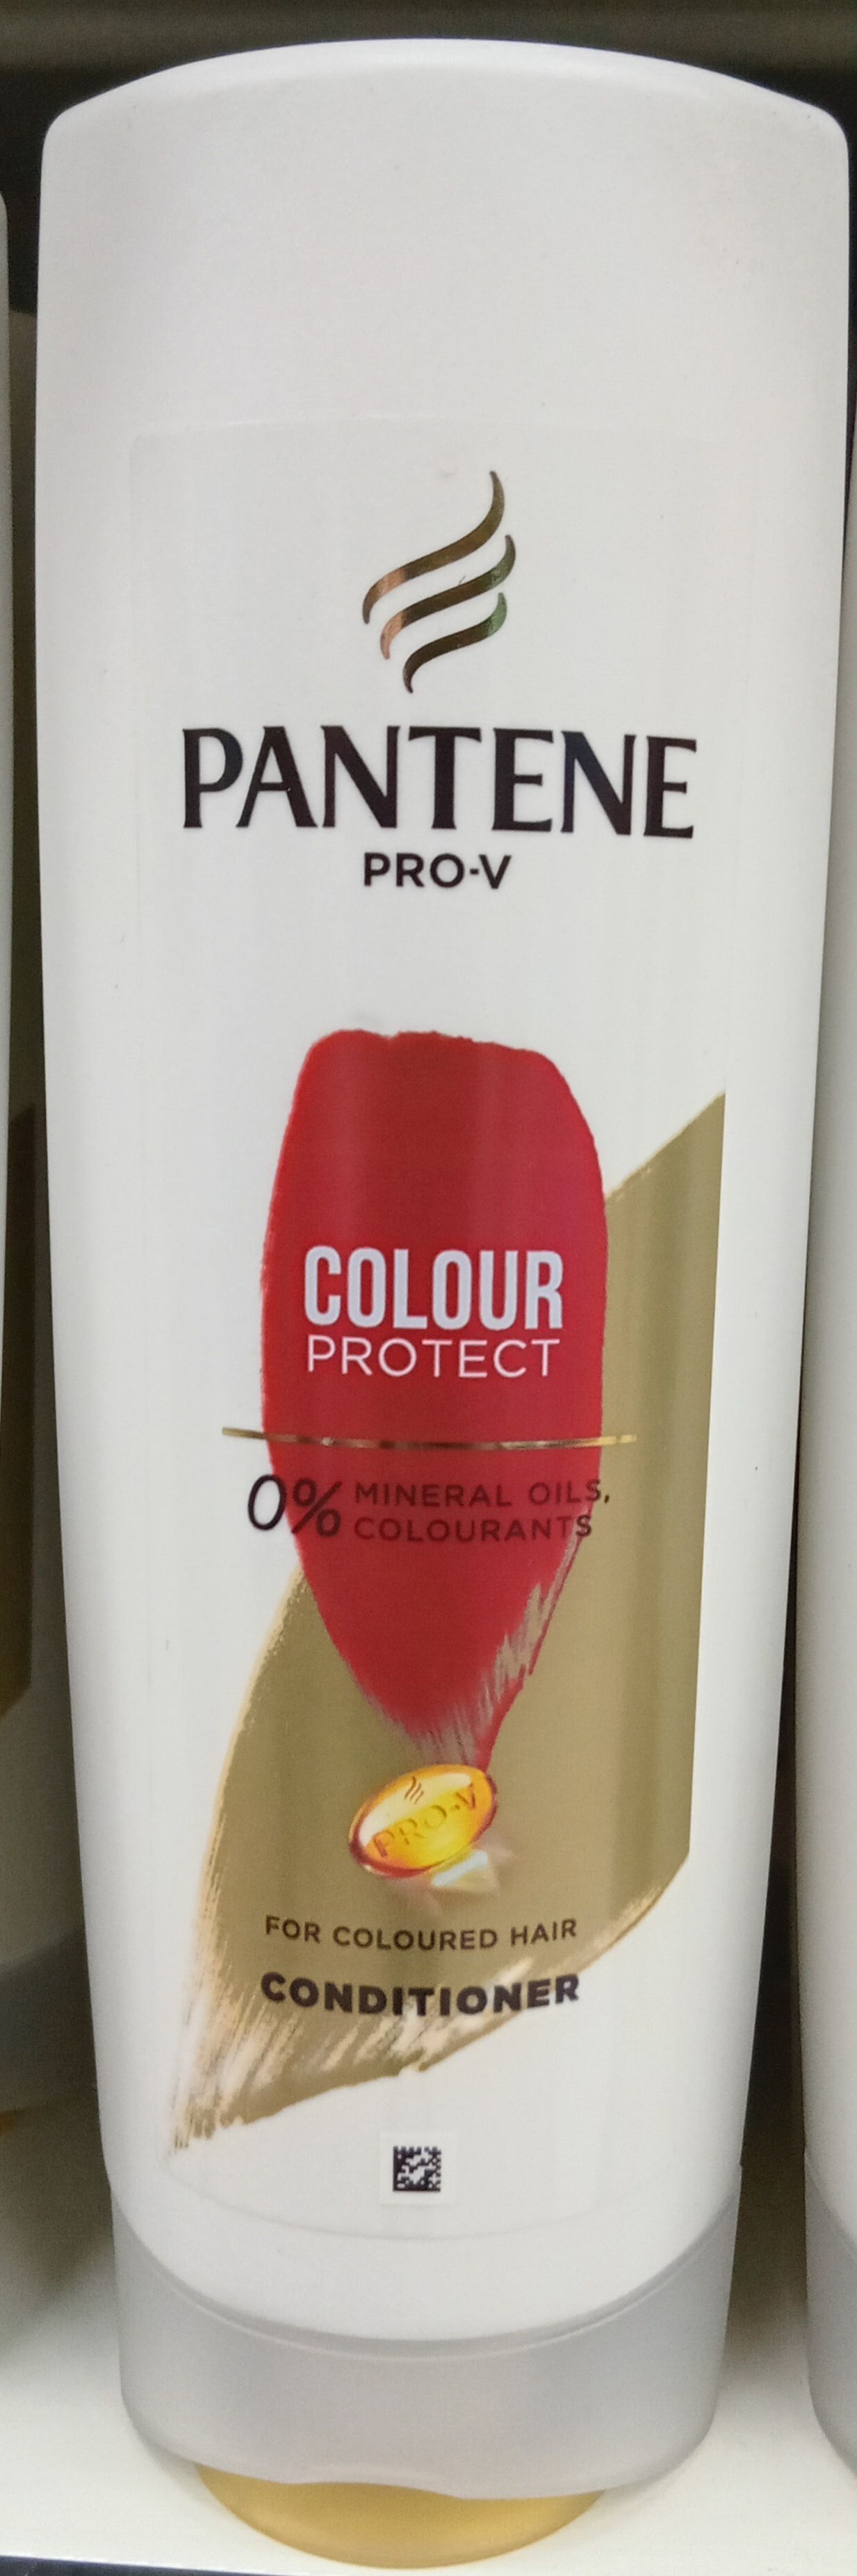 PANTENE
PRO-V
COLOUR
PROTECT
0% MINERAL OILS,
COLOURANTS
PRO-V
FOR COLOURED HAIR
CONDITIONER